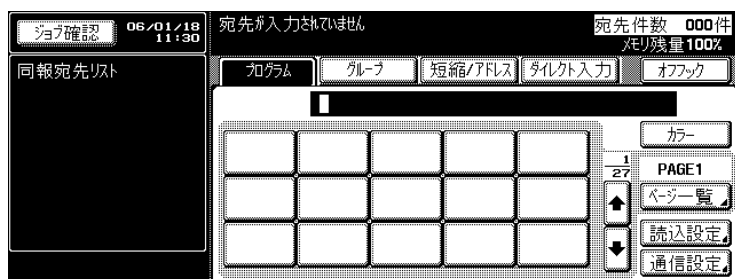 ジョブ確認
06/01/18
11:30
宛先が入力されていません
宛先件数 000件
メモリ残量100%
同報宛先リスト
プログラム
グループ
短縮/アドレス
ダイレクト入力
オフフック
カラー
1
27
PAGE1
ページ一覧
読込設定
通信設定